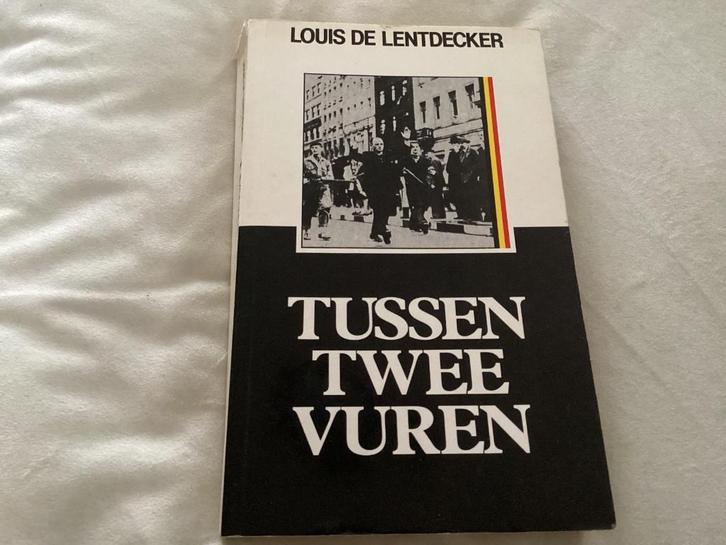 LOUIS DE LENTDECKER
TUSSEN
TWEE
VUREN